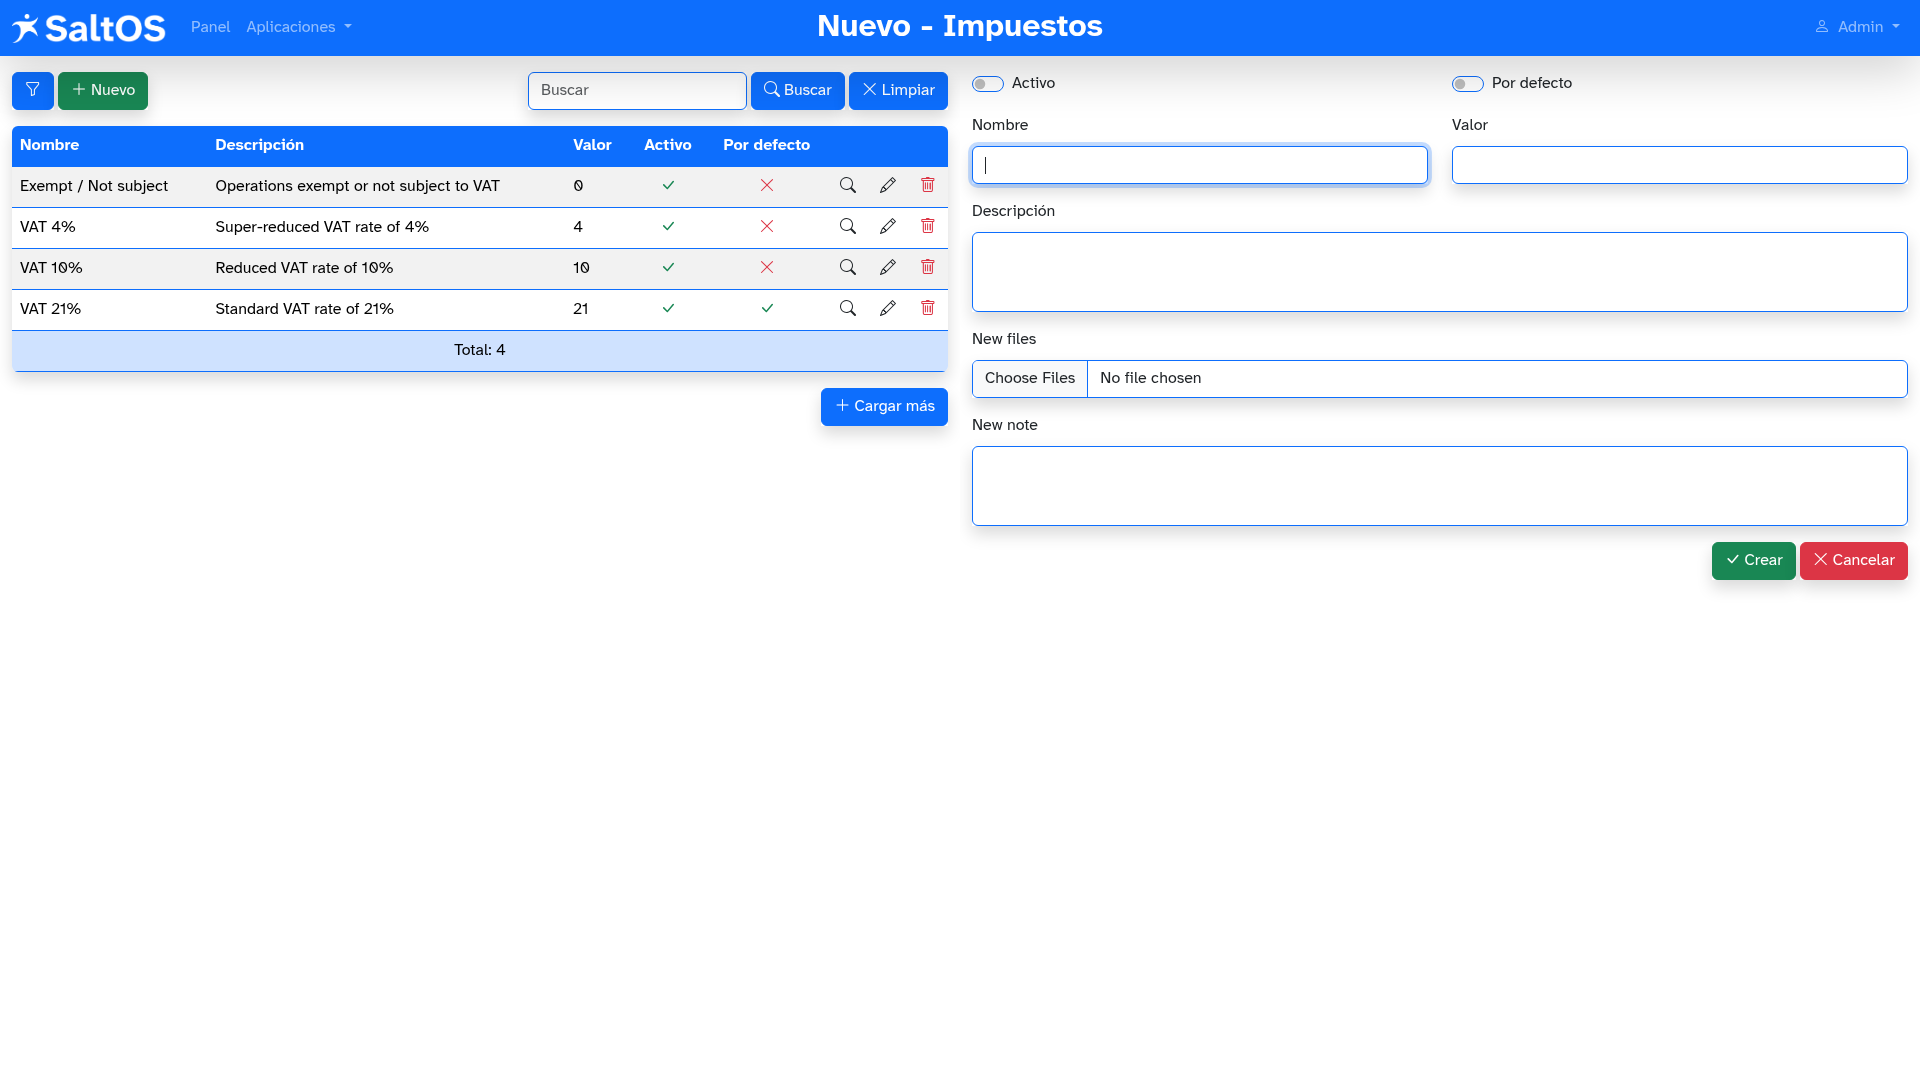 SaltOS Panel Aplicaciones Nuevo - Impuestos Admin
Nuevo Buscar Buscar Limpiar
Nombre Descripción Valor Activo Por defecto
Exempt / Not subject Operations exempt or not subject to VAT 0
VAT 4% Super-reduced VAT rate of 4% 4
VAT 10% Reduced VAT rate of 10% 10
VAT 21% Standard VAT rate of 21% 21
Total: 4
Cargar más
Activo Por defecto
Nombre Valor
Descripción
New files
Choose Files No file chosen
New note
Crear Cancelar